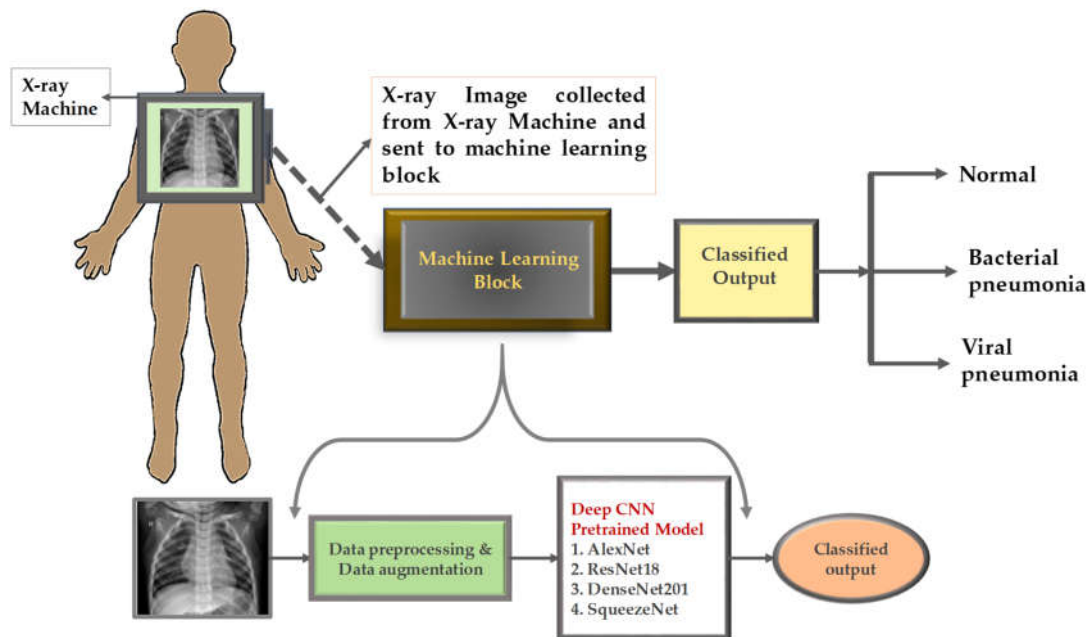 X-ray
Machine
X-ray Image collected
from X-ray Machine and
sent to machine learning
block
Machine Learning
Block
Classified
Output
Normal
Bacterial
pneumonia
Viral
pneumonia
Data preprocessing &
Data augmentation
Deep CNN
Pretrained Model
1. AlexNet
2. ResNet18
3. DenseNet201
4. SqueezeNet
Classified
output